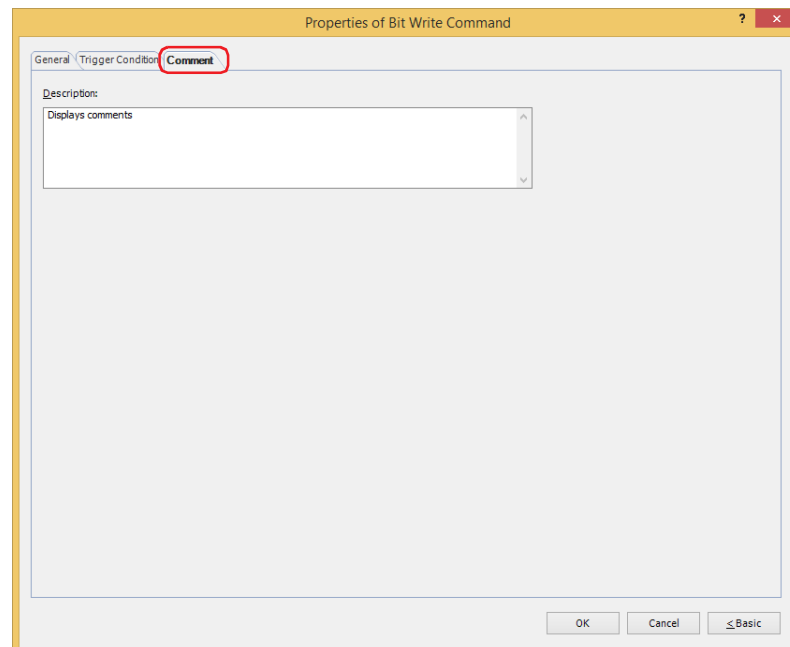 Properties of Bit Write Command
?
General Trigger Condition Comment
Description:
Displays comments
OK Cancel < Basic